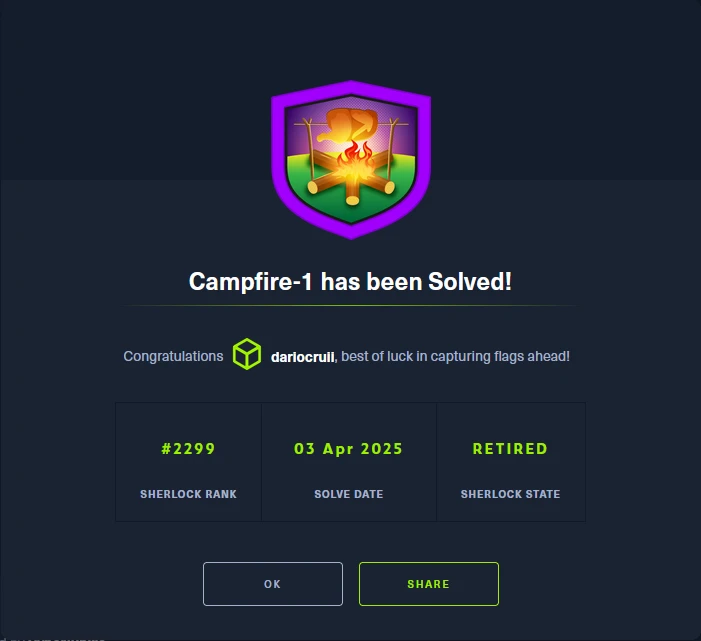 Campfire-1 has been Solved!
Congratulations dariocruii, best of luck in capturing flags ahead!
#2299 03 Apr 2025 RETIRED
SHERLOCK RANK SOLVE DATE SHERLOCK STATE
OK SHARE